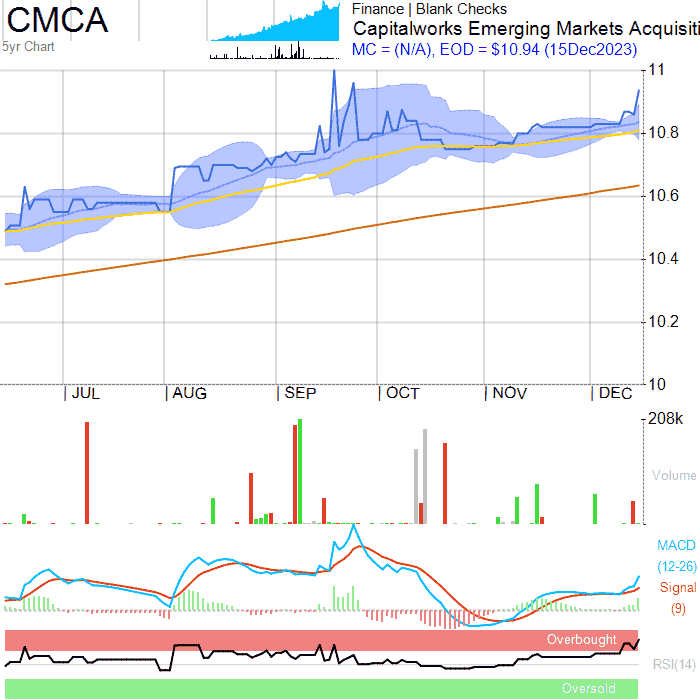 CMCA
5yr Chart
Finance | Blank Checks
Capitalworks Emerging Markets Acquisiti
MC = (N/A), EOD = $10.94 (15Dec2023)
11
10.8
10.6
10.4
10.2
10
JUL AUG SEP OCT NOV DEC
208k
Volume
MACD
(12-26)
Signal
(9)
Overbought
RSI(14)
Oversold